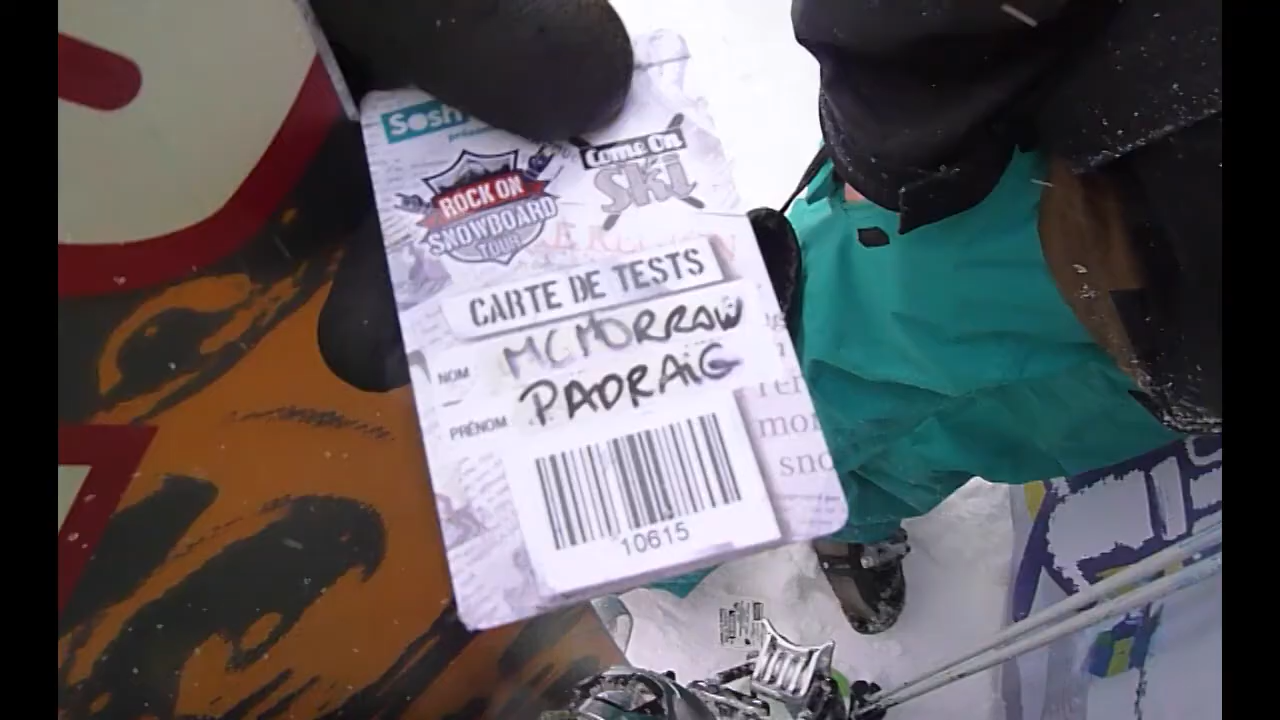 Sosh
COME ON
SKi
ROCK ON
SNOWBOARD
TOUR
CARTE DE TESTS
NOM MCMORRAW
PRÉNOM PADRAiG
10615